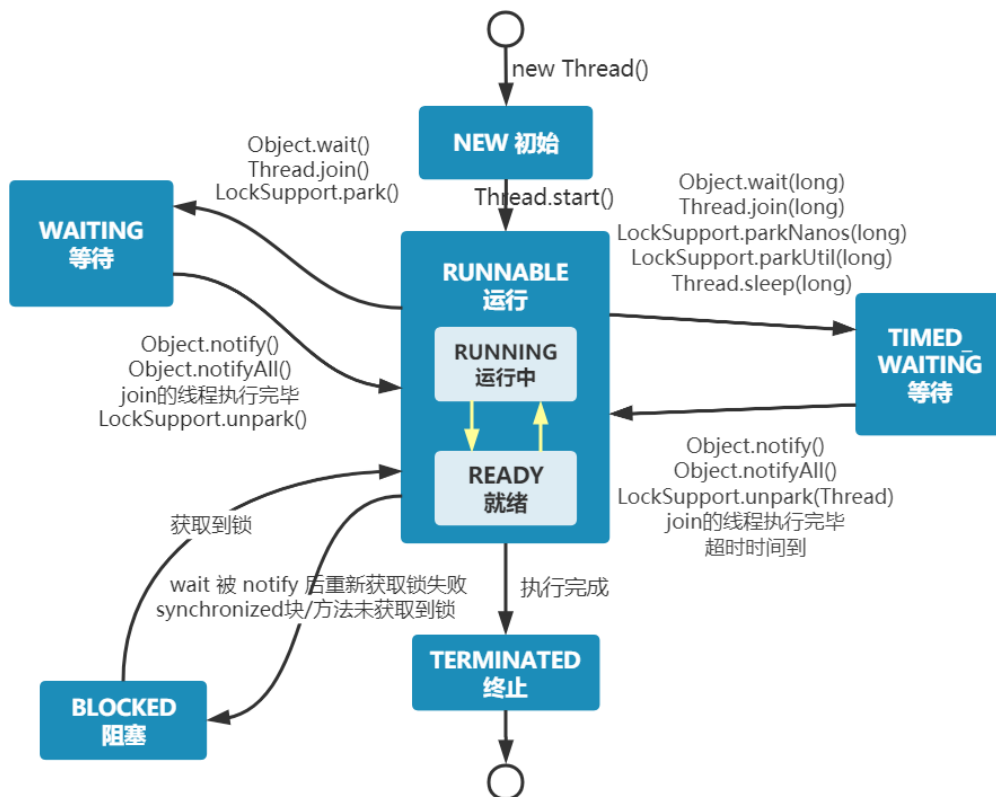 new Thread()
NEW 初始
Thread.start()
Object.wait()
Thread.join()
LockSupport.park()
WAITING
等待
Object.notify()
Object.notifyAll()
join的线程执行完毕
LockSupport.unpark()
RUNNABLE
运行
RUNNING
运行中
READY
就绪
Object.wait(long)
Thread.join(long)
LockSupport.parkNanos(long)
LockSupport.parkUtil(long)
Thread.sleep(long)
TIMED_
WAITING
等待
Object.notify()
Object.notifyAll()
LockSupport.unpark(Thread)
join的线程执行完毕
超时时间到
获取到锁
wait 被 notify 后重新获取锁失败
synchronized块/方法未获取到锁
BLOCKED
阻塞
执行完成
TERMINATED
终止